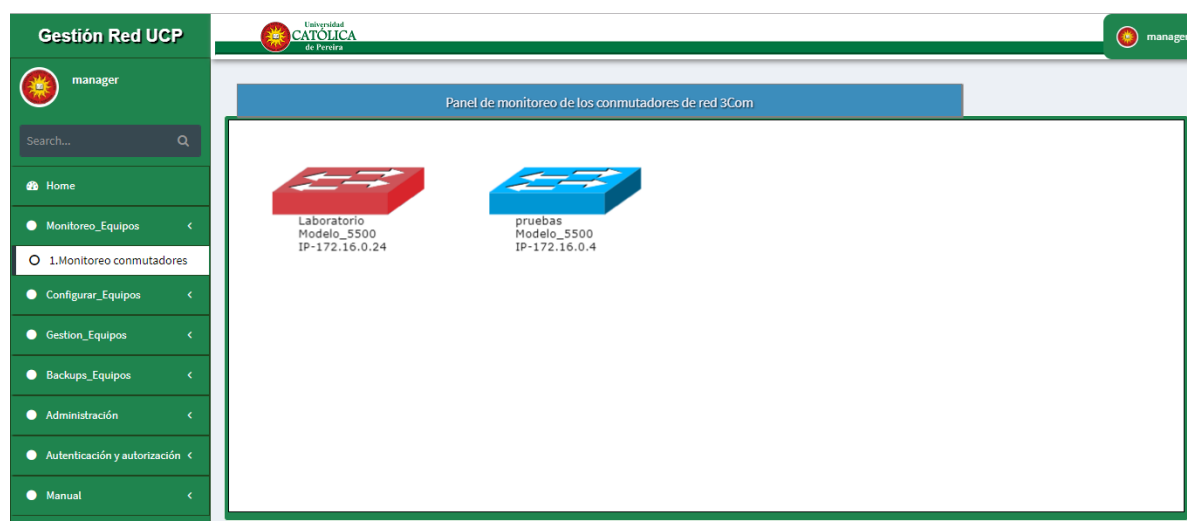 Gestión Red UCP
Universidad
CATÓLICA
de Pereira
manager
manager
Search...
Home
Monitoreo_Equipos
1.Monitoreo conmutadores
Configurar_Equipos
Gestion_Equipos
Backups_Equipos
Administración
Autenticación y autorización
Manual
Panel de monitoreo de los conmutadores de red 3Com
Laboratorio
Modelo_5500
IP-172.16.0.24
pruebas
Modelo_5500
IP-172.16.0.4